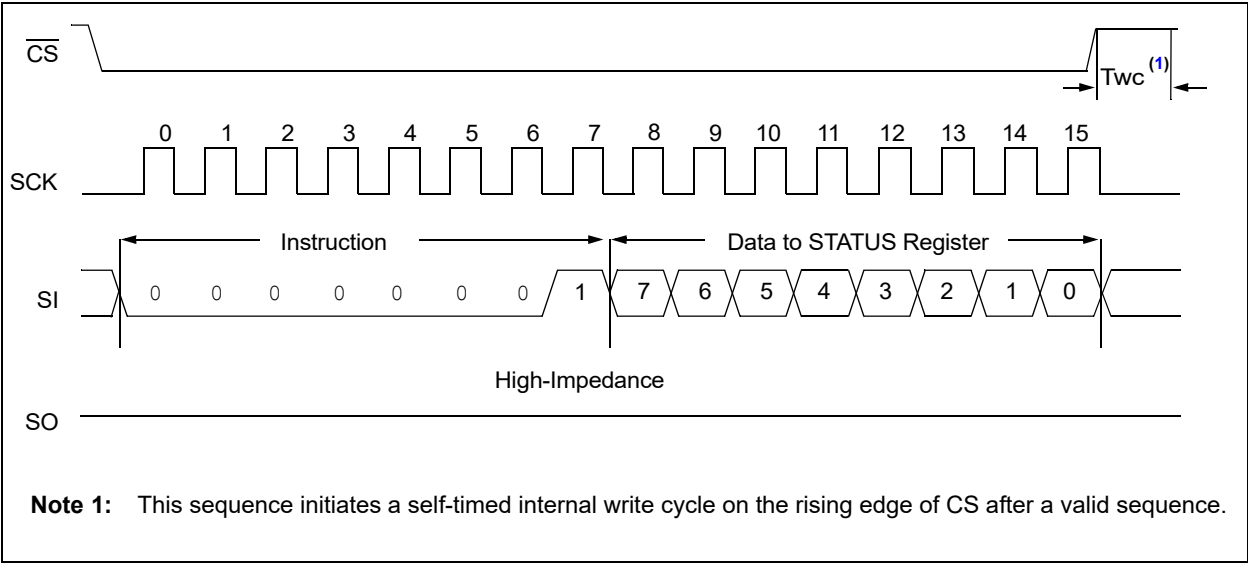 CS
Twc (1)
0 1 2 3 4 5 6 7 8 9 10 11 12 13 14 15
SCK
Instruction Data to STATUS Register
SI 0 0 0 0 0 0 0 1 7 6 5 4 3 2 1 0
High-Impedance
SO
Note 1: This sequence initiates a self-timed internal write cycle on the rising edge of CS after a valid sequence.